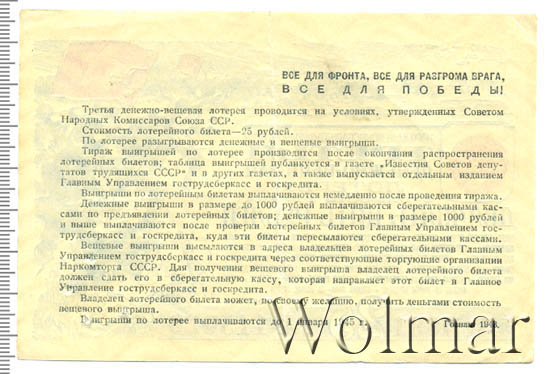 ВСЕ ДЛЯ ФРОНТА, ВСЕ ДЛЯ РАЗГРОМА ВРАГА,
ВСЕ ДЛЯ ПОБЕДЫ!
Третья денежно-вещевая лотерея проводится на условиях, утвержденных Советом
Народных Комиссаров Союза ССР.
Стоимость лотерейного билета—25 рублей.
По лотерее разыгрываются денежные и вещевые выигрыши.
Тираж выигрышей по лотерее производится после окончания распространения
лотерейных билетов; таблица выигрышей публикуется в газете „Известия Советов депу-
татов трудящихся СССР" и в других газетах, а также выпускается отдельным изданием
Главным Управлением гострудсберкасс и госкредита.
Выигрыши по лотерейным билетам выплачиваются немедленно после проведения тиража.
Денежные выигрыши в размере до 1000 рублей выплачиваются сберегательными кас-
сами по предъявлении лотерейных билетов; денежные выигрыши в размере 1000 рублей
и выше выплачиваются после проверки лотерейных билетов Главным Управлением гос-
трудсберкасс и госкредита, куда эти билеты пересылаются сберегательными кассами.
Вещевые выигрыши высылаются в адреса владельцев лотерейных билетов Главным
Управлением гострудсберкасс и госкредита через соответствующие торгующие организации
Наркомторга СССР. Для получения вещевого выигрыша владелец лотерейного билета
должен сдать его в сберегательную кассу, которая направляет этот билет в Главное
Управление гострудсберкасс и госкредита.
Владелец лотерейного билета может, по своему желанию, получить деньгами стоимость
вещевого выигрыша.
Выигрыши по лотерее выплачиваются до 1 января 1945 г.
Гознак. 1943.
Wolmar